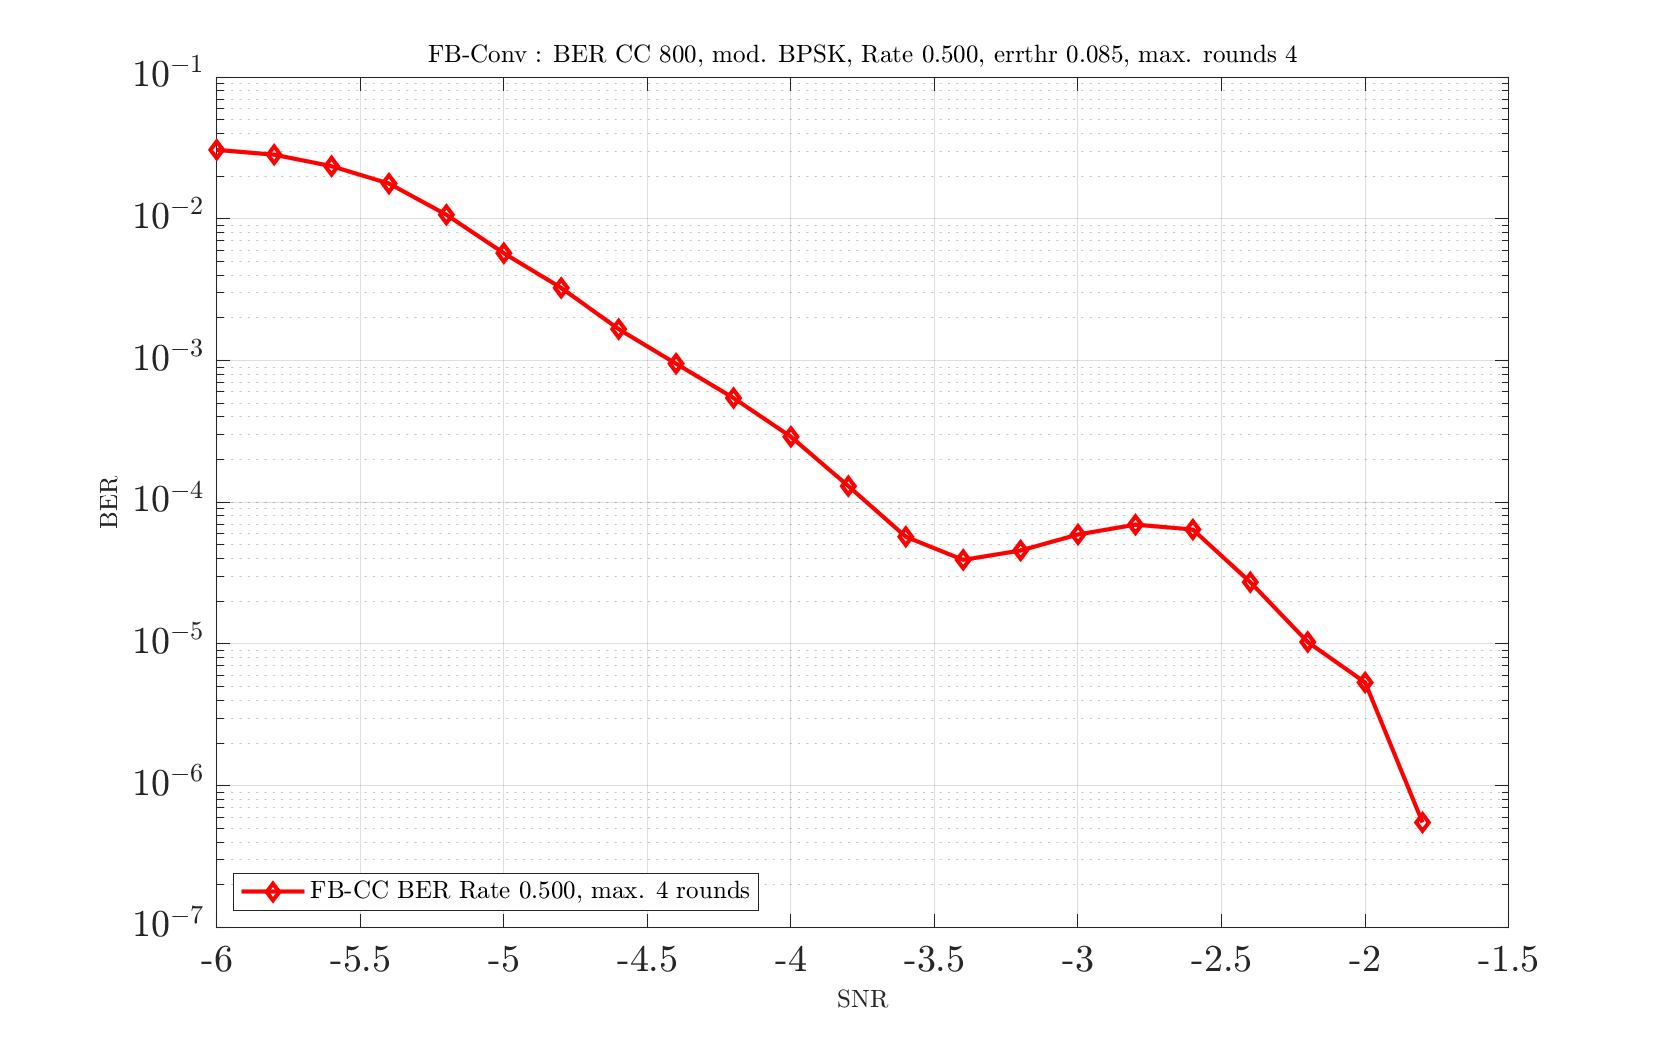 FB-Conv : BER CC 800, mod. BPSK, Rate 0.500, errthr 0.085, max. rounds 4
10^{-1}
10^{-2}
10^{-3}
10^{-4}
10^{-5}
10^{-6}
10^{-7}
BER
FB-CC BER Rate 0.500, max. 4 rounds
-6 -5.5 -5 -4.5 -4 -3.5 -3 -2.5 -2 -1.5
SNR